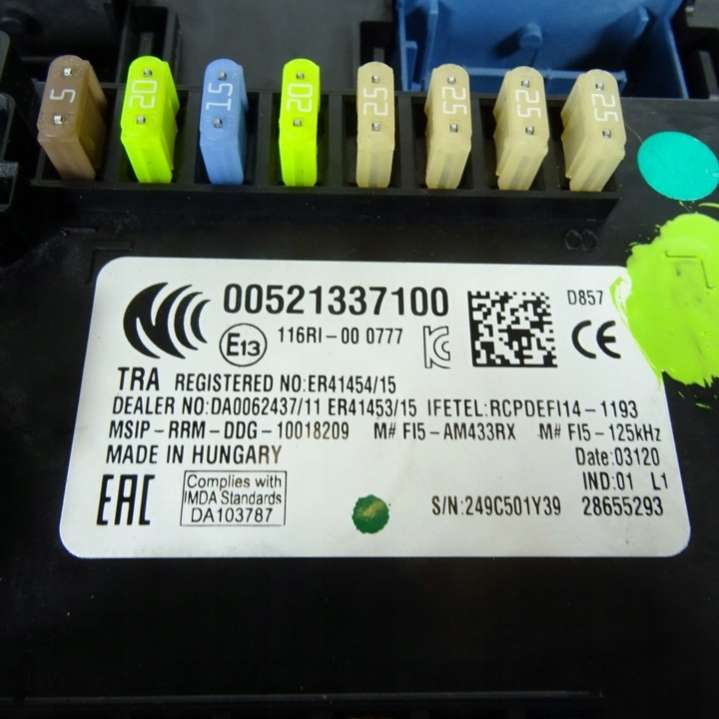 5 20 15 20 25 25 25 25
8
00521337100
D857
E13 116RI-00 0777
CE
TRA REGISTERED NO:ER41454/15
DEALER NO:DA0062437/11 ER41453/15 IFETEL:RCPDEFI14-1193
MSIP-RRM-DDG-10018209 M# FI5-AM433RX M# FI5-125kHz
MADE IN HUNGARY
Date:03120
EAC
Complies with
IMDA Standards
DA103787
IND:01 L1
S/N:249C501Y39 28655293